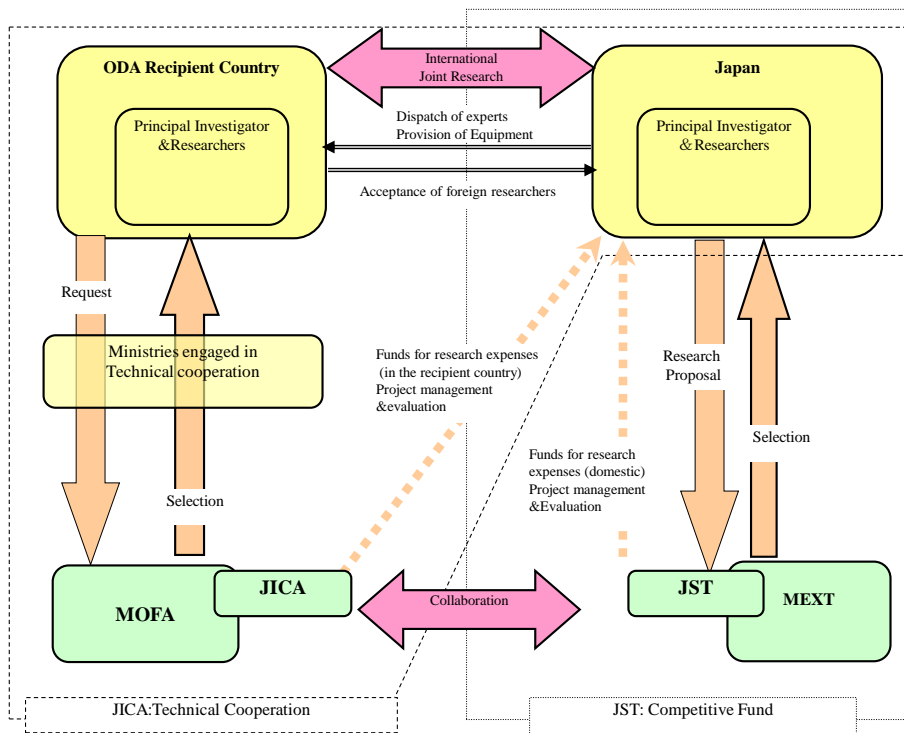 ODA Recipient Country
International
Joint Research
Japan
Principal Investigator
&Researchers
Dispatch of experts
Provision of Equipment
Principal Investigator
& Researchers
Acceptance of foreign researchers
Request
Ministries engaged in
Technical cooperation
Funds for research expenses
(in the recipient country)
Project management
&evaluation
Research
Proposal
Selection
Funds for research
expenses (domestic)
Project management
&Evaluation
Selection
JICA
MOFA
Collaboration
JST
MEXT
JICA:Technical Cooperation
JST: Competitive Fund